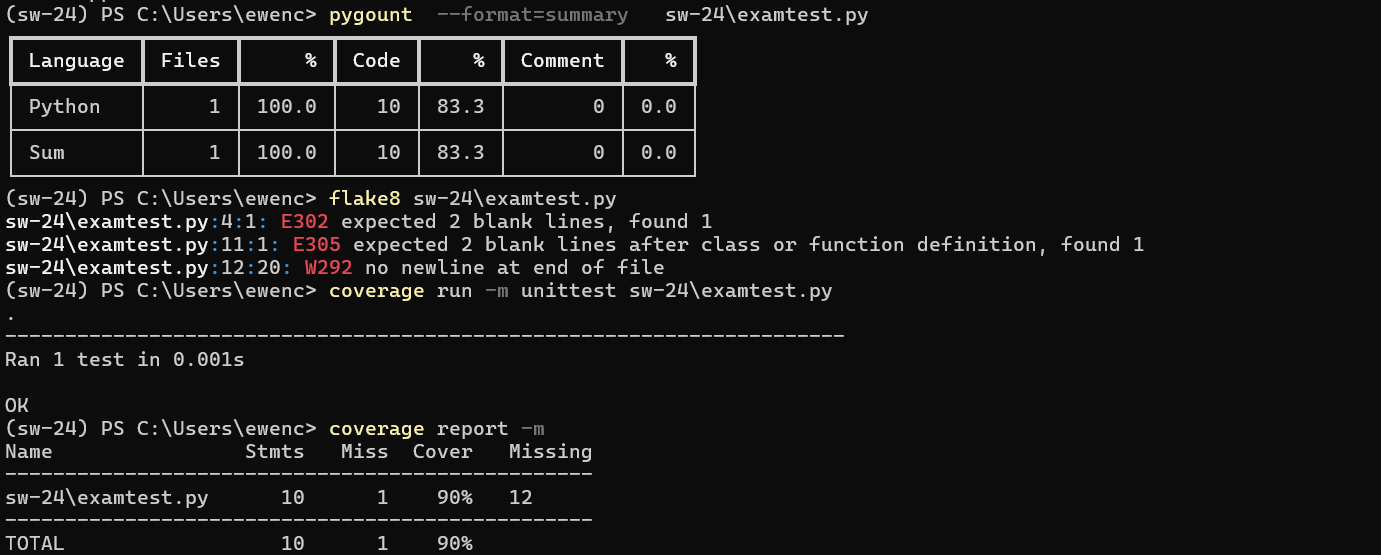 (sw-24) PS C:\Users\ewenc> pygount  --format=summary   sw-24\examtest.py
Language Files % Code % Comment %
Python 1 100.0 10 83.3 0 0.0
Sum 1 100.0 10 83.3 0 0.0
(sw-24) PS C:\Users\ewenc> flake8 sw-24\examtest.py
sw-24\examtest.py:4:1: E302 expected 2 blank lines, found 1
sw-24\examtest.py:11:1: E305 expected 2 blank lines after class or function definition, found 1
sw-24\examtest.py:12:20: W292 no newline at end of file
(sw-24) PS C:\Users\ewenc> coverage run -m unittest sw-24\examtest.py
.
----------------------------------------------------------------------
Ran 1 test in 0.001s
OK
(sw-24) PS C:\Users\ewenc> coverage report -m
Name                Stmts   Miss  Cover   Missing
-------------------------------------------------
sw-24\examtest.py      10      1    90%   12
-------------------------------------------------
TOTAL                  10      1    90%